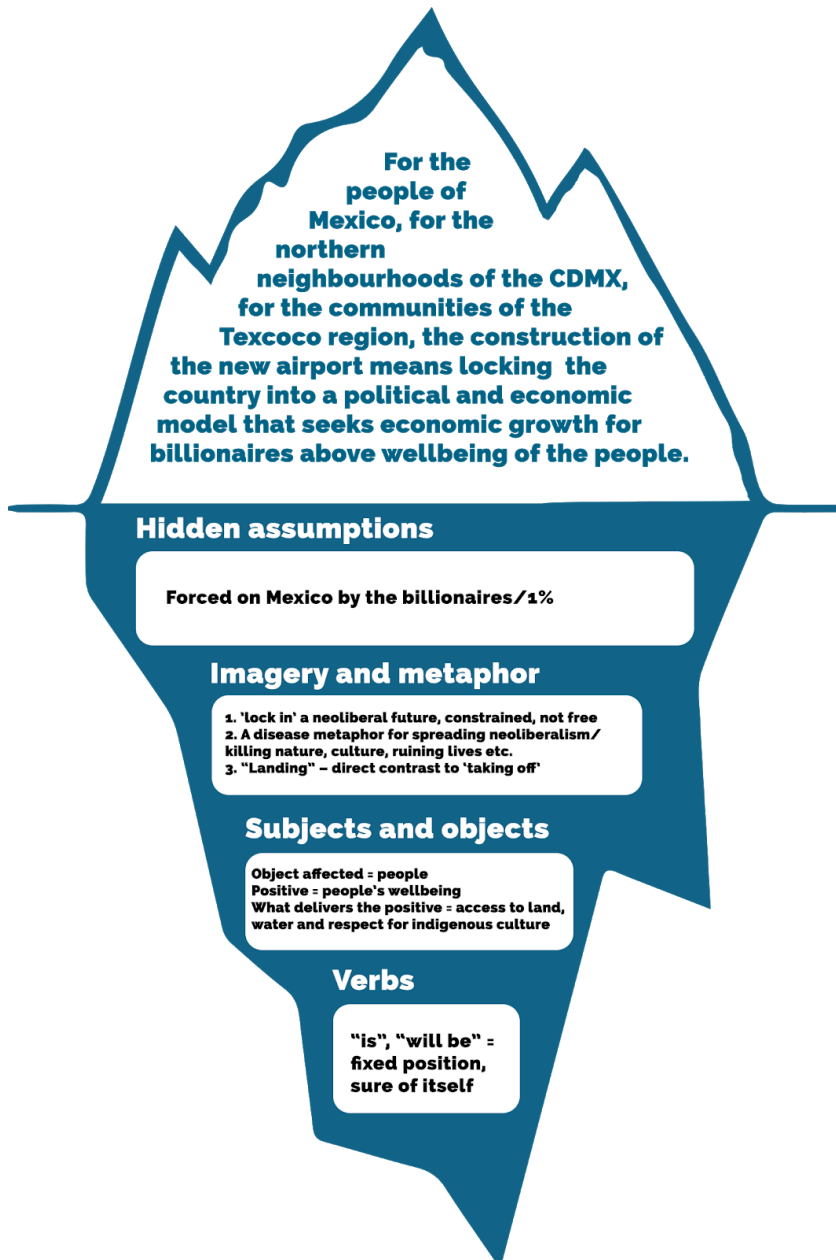 For the
people of
Mexico, for the
northern
neighbourhoods of the CDMX,
for the communities of the
Texcoco region, the construction of
the new airport means locking  the
country into a political and economic
model that seeks economic growth for
billionaires above wellbeing of the people.
Hidden assumptions
Forced on Mexico by the billionaires/1%
Imagery and metaphor
1. ‘lock in‘ a neoliberal future, constrained, not free
2. A disease metaphor for spreading neoliberalism/
killing nature, culture, ruining lives etc.
3. “Landing” – direct contrast to ‘taking off‘
Subjects and objects
Object affected = people
Positive = people‘s wellbeing
What delivers the positive = access to land,
water and respect for indigenous culture
Verbs
“is”, “will be” =
fixed position,
sure of itself